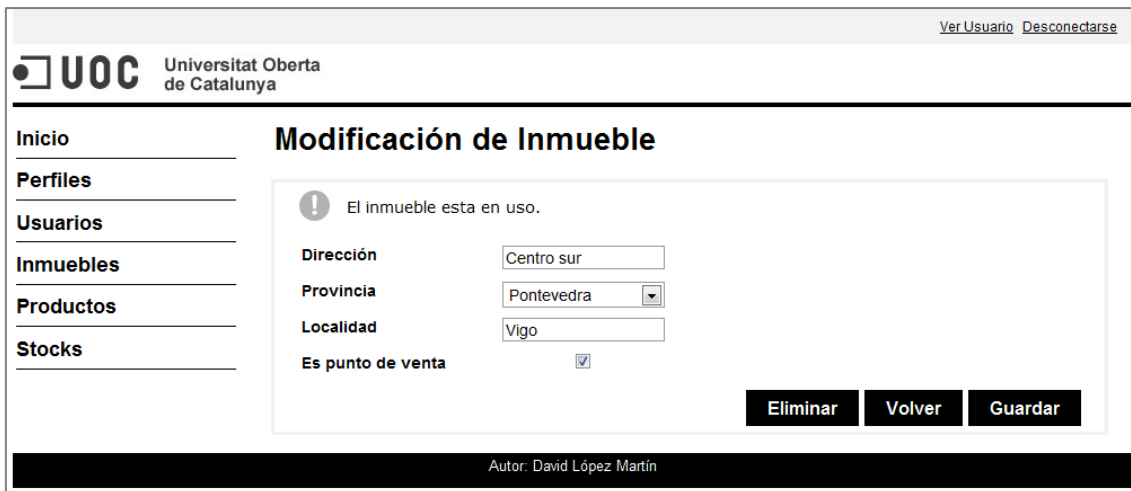 Ver Usuario Desconectarse
UOC
Universitat Oberta
de Catalunya
Inicio
Perfiles
Usuarios
Inmuebles
Productos
Stocks
Modificación de Inmueble
El inmueble esta en uso.
Dirección Centro sur
Provincia Pontevedra
Localidad Vigo
Es punto de venta
Eliminar Volver Guardar
Autor: David López Martín